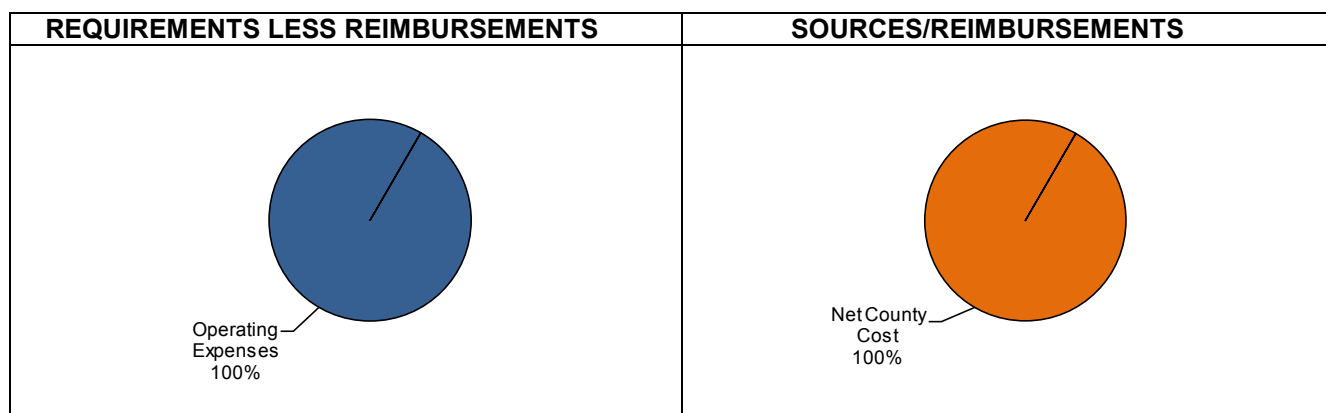 REQUIREMENTS LESS REIMBURSEMENTS
SOURCES/REIMBURSEMENTS
Operating
Expenses
100%
Net County
Cost
100%